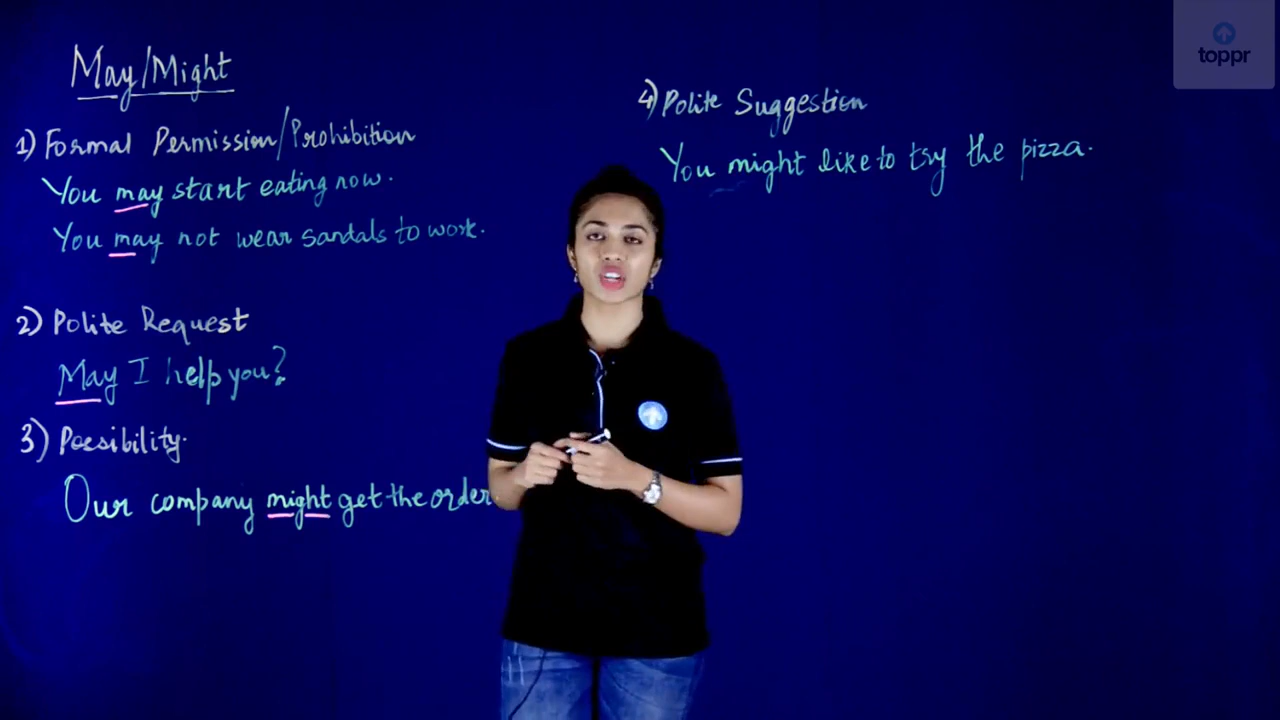 May/Might
1) Formal Permission/Prohibition
You may start eating now.
You may not wear sandals to work.
2) Polite Request
May I help you?
3) Possibility.
Our company might get the order
4) Polite Suggestion
You might like to try the pizza.
toppr